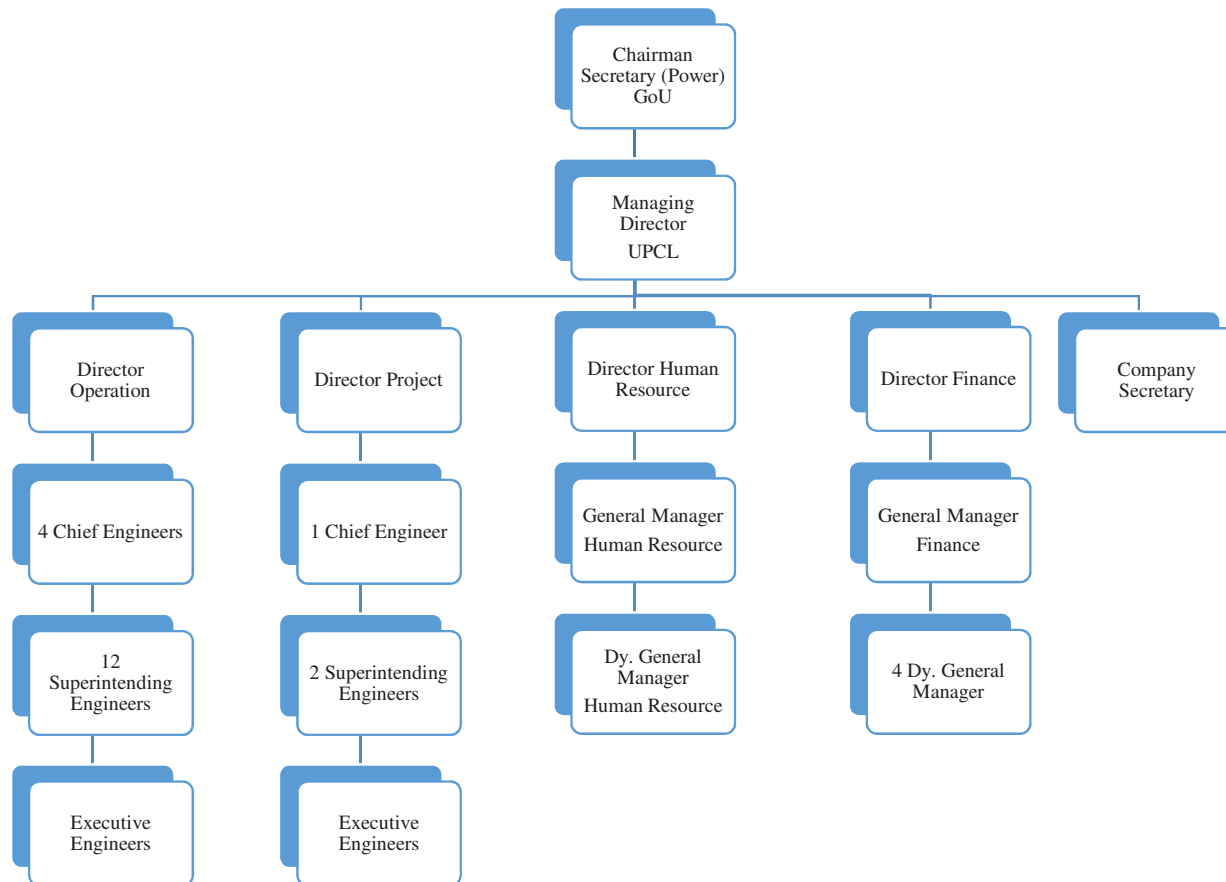 Chairman
Secretary (Power)
GoU
Managing
Director
UPCL
Director
Operation
Director Project
Director Human
Resource
Director Finance
Company
Secretary
4 Chief Engineers
1 Chief Engineer
General Manager
Human Resource
General Manager
Finance
12
Superintending
Engineers
2 Superintending
Engineers
Dy. General
Manager
Human Resource
4 Dy. General
Manager
Executive
Engineers
Executive
Engineers